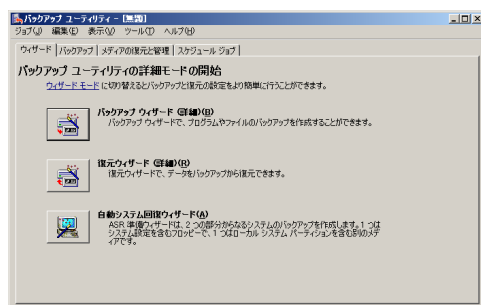 バックアップ ユーティリティ - [無題]
ジョブ(J) 編集(E) 表示(V) ツール(T) ヘルプ(H)
ウィザード バックアップ メディアの復元と管理 スケジュール ジョブ
バックアップ ユーティリティの詳細モードの開始
ウィザード モードに切り替えるとバックアップと復元の設定をより簡単に行うことができます。
バックアップ ウィザード (詳細)(B)
バックアップ ウィザードで、プログラムやファイルのバックアップを作成することができます。
復元ウィザード (詳細)(R)
復元ウィザードで、データをバックアップから復元できます。
自動システム回復ウィザード(A)
ASR 準備ウィザードは、2 つの部分からなるシステムのバックアップを作成します。1 つは
システム設定を含むフロッピーで、1 つはローカル システム パーティションを含む別のメデ
ィアです。